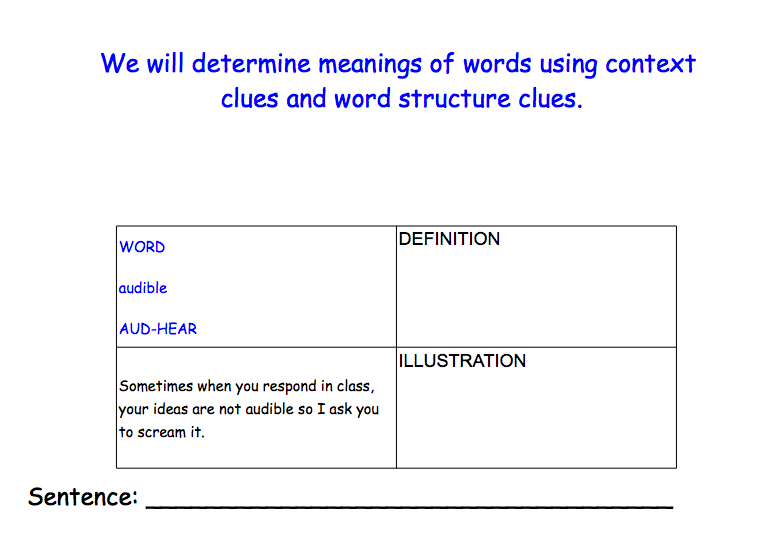 We will determine meanings of words using context
clues and word structure clues.
WORD
audible
AUD-HEAR
DEFINITION
Sometimes when you respond in class,
your ideas are not audible so I ask you
to scream it.
ILLUSTRATION
Sentence: ___________________________________